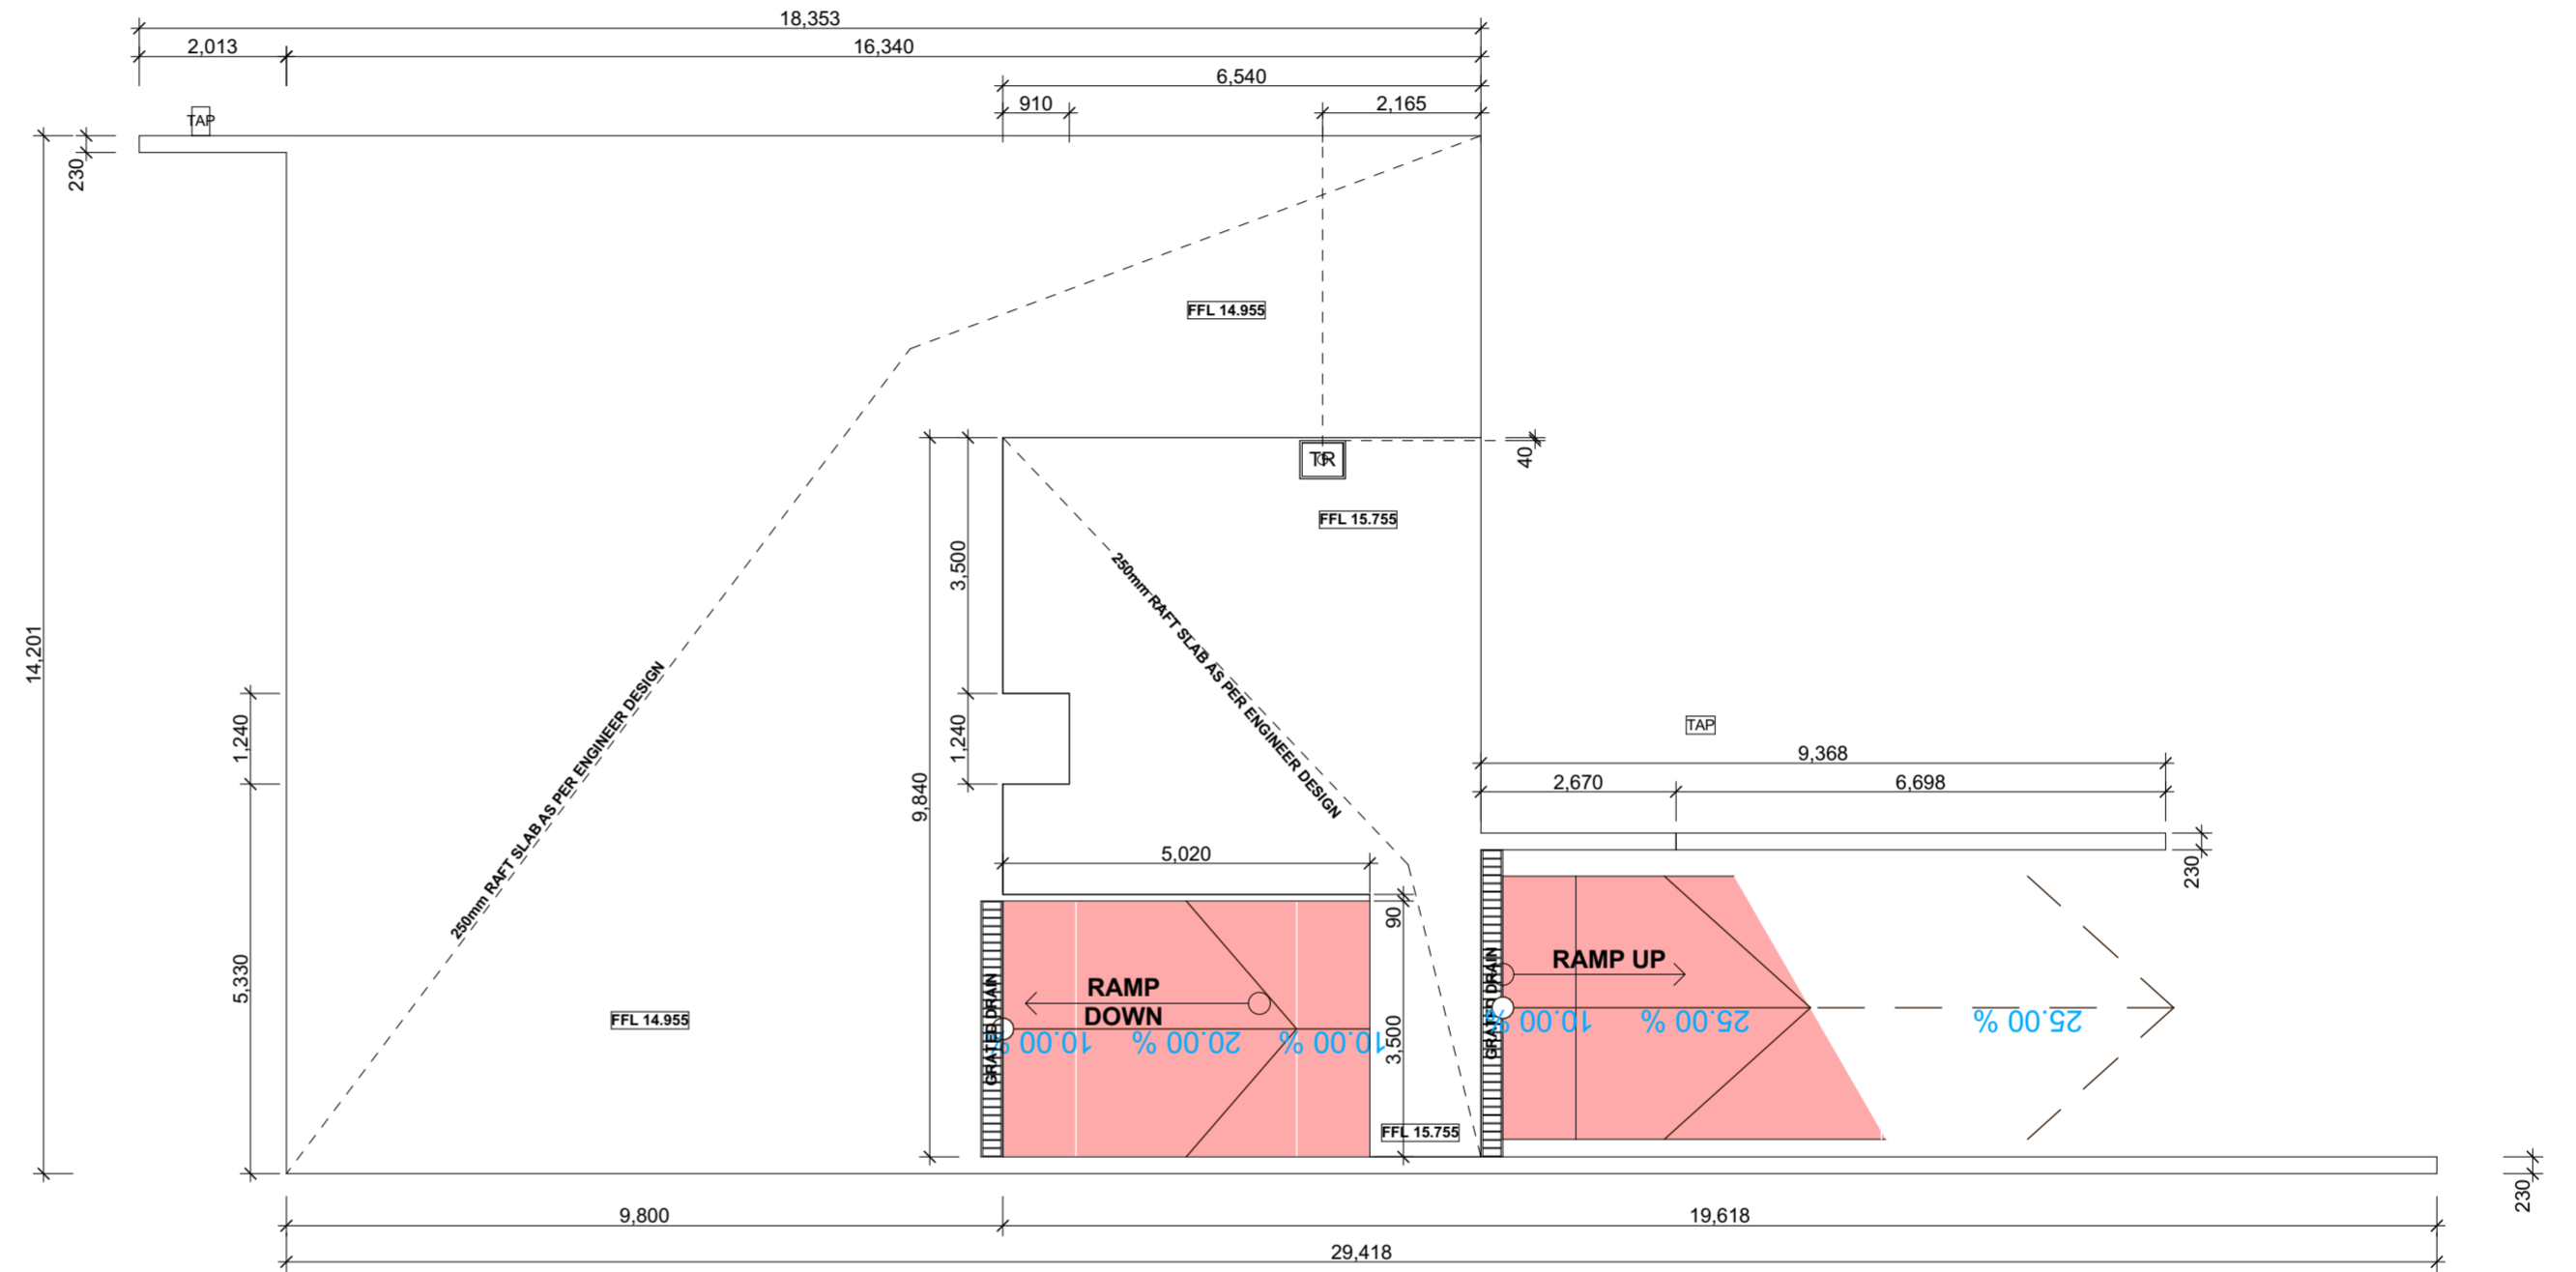 18,353
2,013
16,340
6,540
910
2,165
TAP
230
FFL 14.955
TR
40
FFL 15.755
3,500
250mm RAFT SLAB AS PER ENGINEER DESIGN
14,201
250mm RAFT SLAB AS PER ENGINEER DESIGN
1,240
1,240
TAP
9,368
2,670
6,698
9,840
5,020
230
90
RAMP UP
GRATED DRAIN
RAMP
DOWN
GRATED DRAIN
5,330
FFL 14.955
10.00 %
20.00 %
10.00 %
3,500
10.00 %
25.00 %
25.00 %
FFL 15.755
230
9,800
19,618
29,418